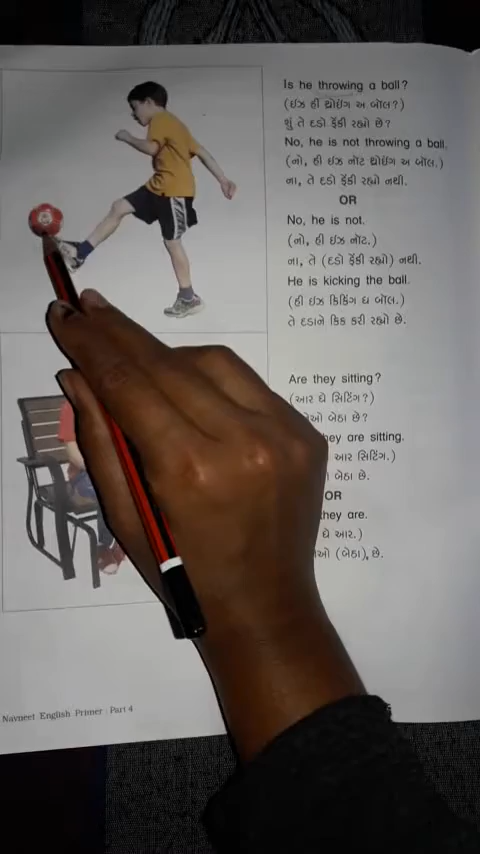 Is he throwing a ball?
(ઇઝ હી થ્રોઇંગ અ બૉલ?)
શું તે દડો ફેંકી રહ્યો છે?
No, he is not throwing a ball.
(નો, હી ઇઝ નૉટ થ્રોઇંગ અ બૉલ.)
ના, તે દડો ફેંકી રહ્યો નથી.
OR
No, he is not.
(નો, હી ઇઝ નૉટ.)
ના, તે (દડો ફેંકી રહ્યો) નથી.
He is kicking the ball.
(હી ઇઝ કિકિંગ ધ બૉલ.)
તે દડાને કિક કરી રહ્યો છે.
Are they sitting?
(આર ધે સિટિંગ?)
બેઠા છે?
they are sitting.
આર સિટિંગ.)
બેઠા છે.
OR
they are.
ધે આર.)
(બેઠા) છે.
Navneet English Primer : Part 4